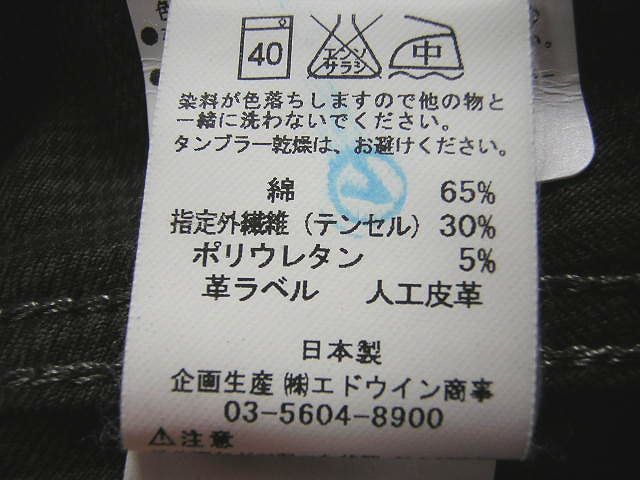 40 エンソサラシ 中
染料が色落ちしますので他の物と
一緒に洗わないでください。
タンブラー乾燥は、お避けください。
綿 65%
指定外繊維（テンセル）30%
ポリウレタン 5%
革ラベル 人工皮革
日本製
企画生産 ㈱エドウイン商事
03-5604-8900
⚠注意